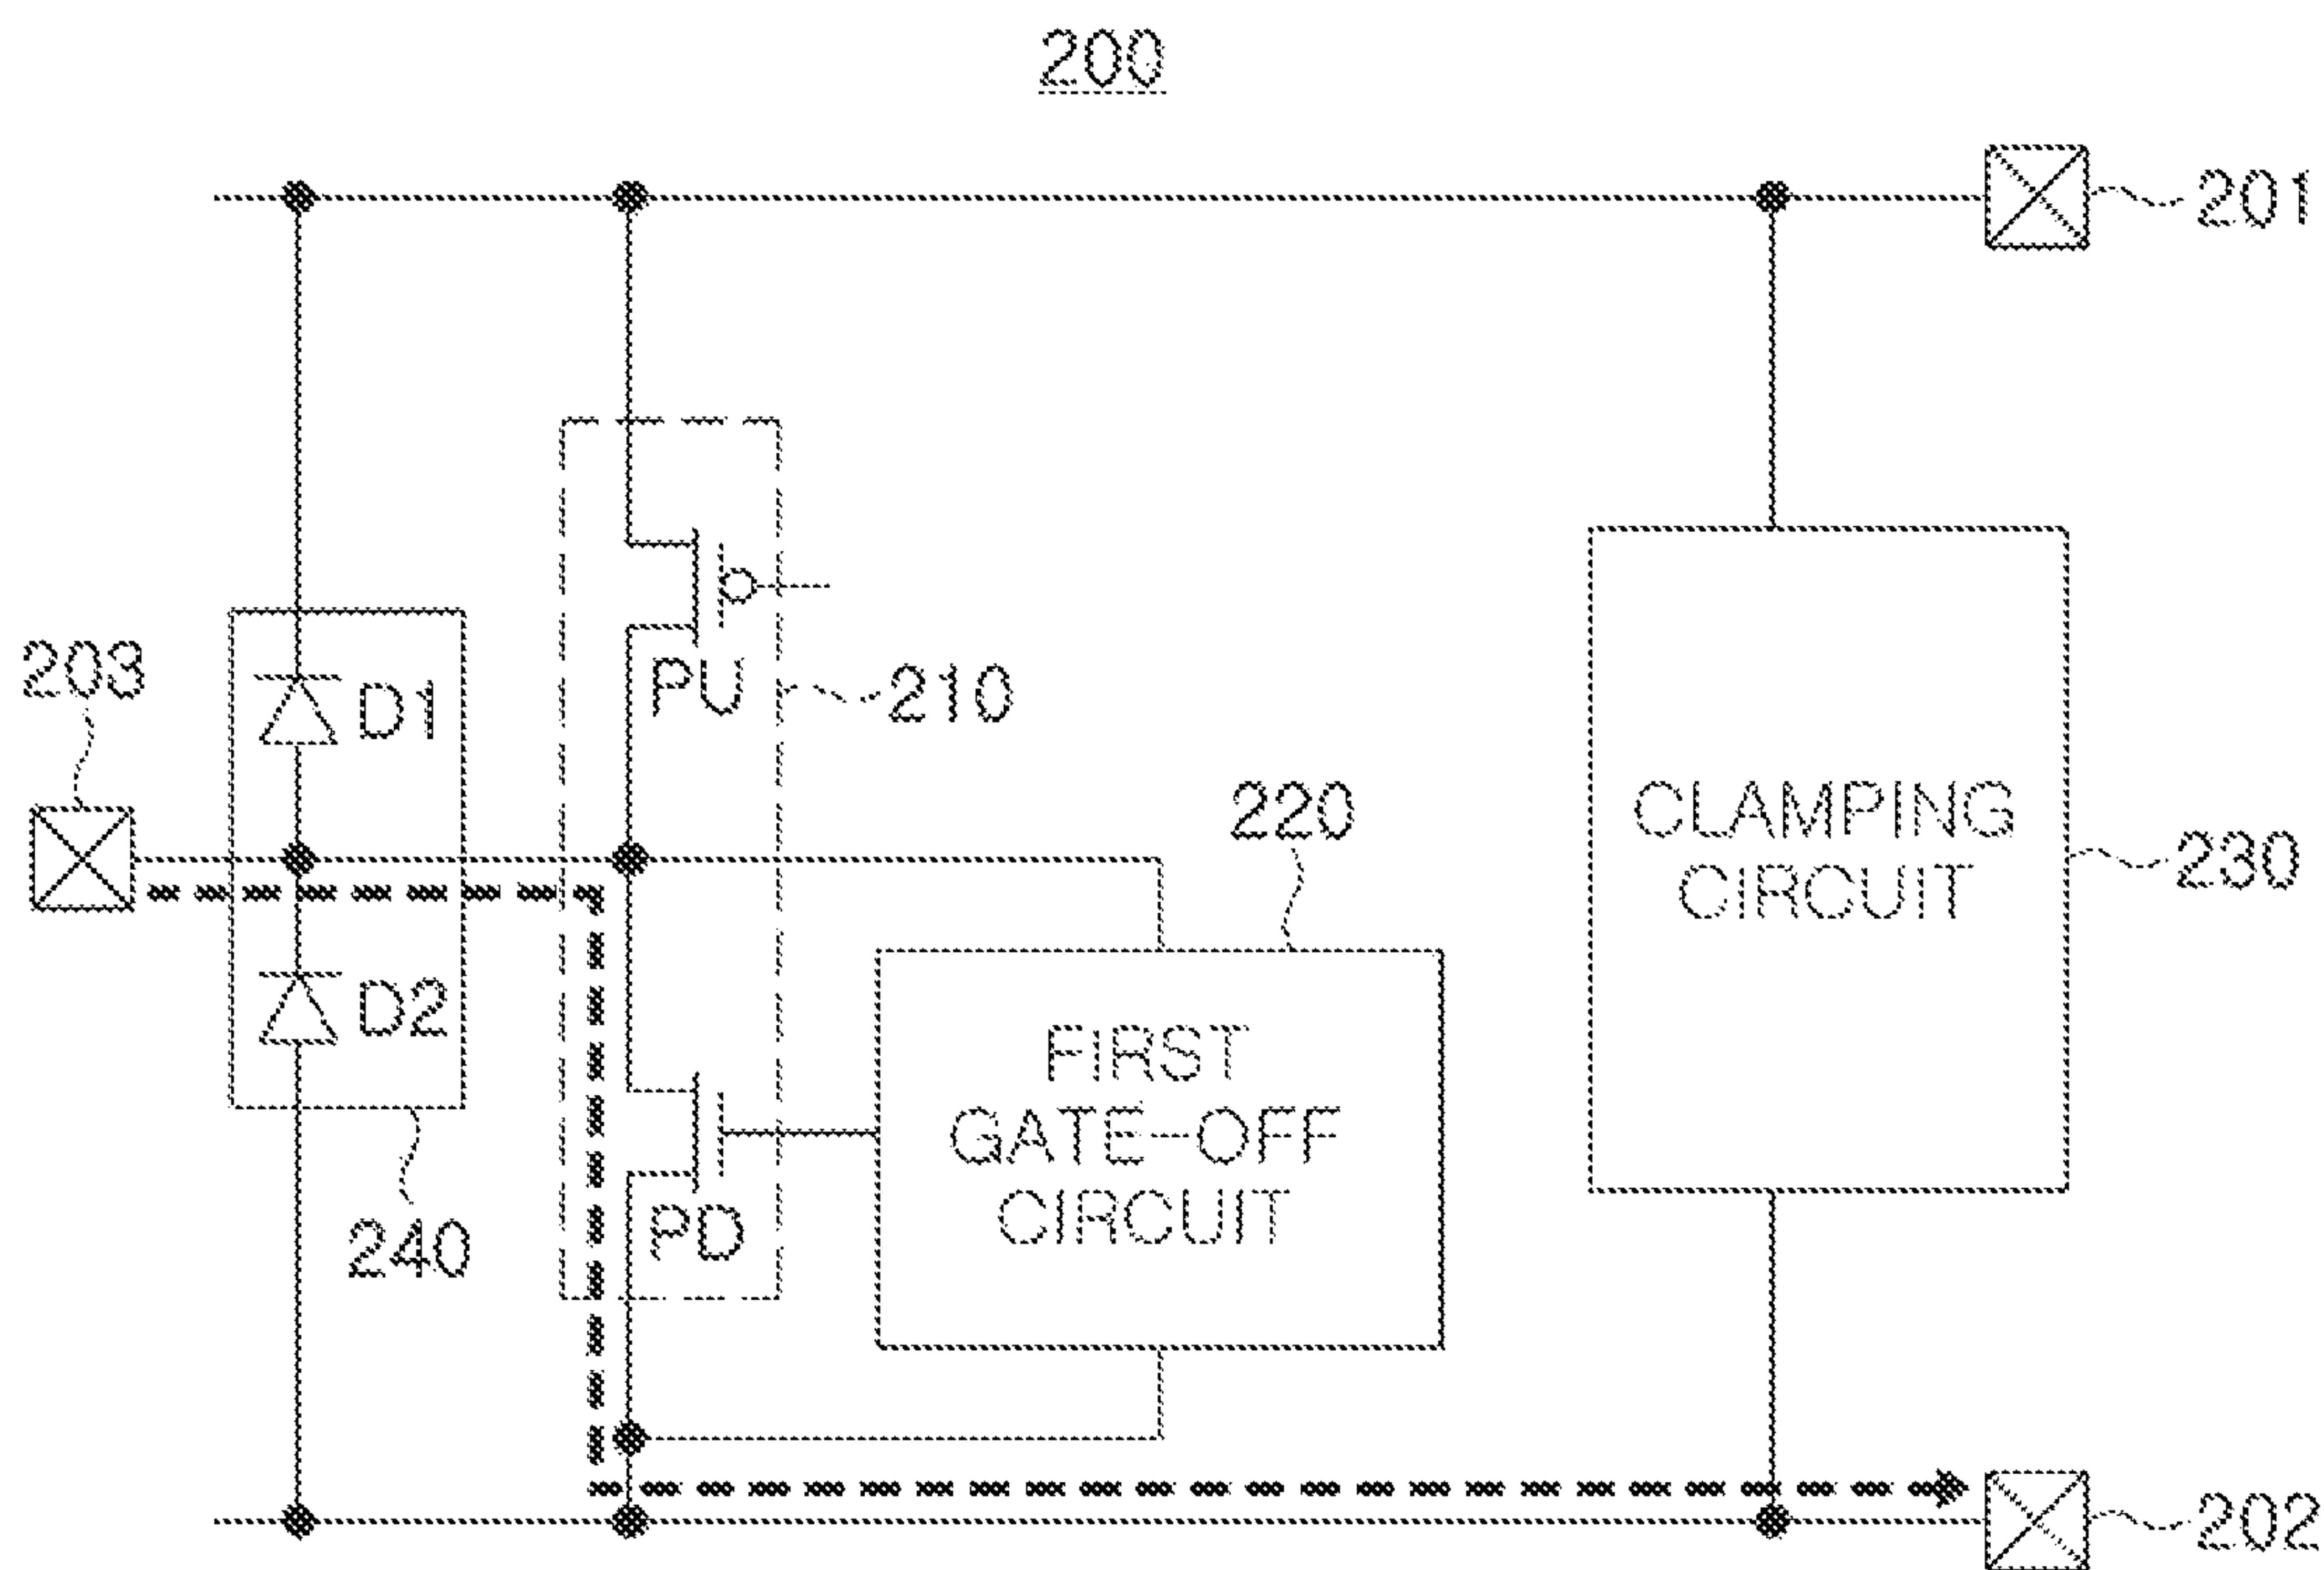 200
201
203
D1
PU
210
220
CLAMPING
CIRCUIT
230
D2
FIRST
GATE-OFF
CIRCUIT
PD
240
202